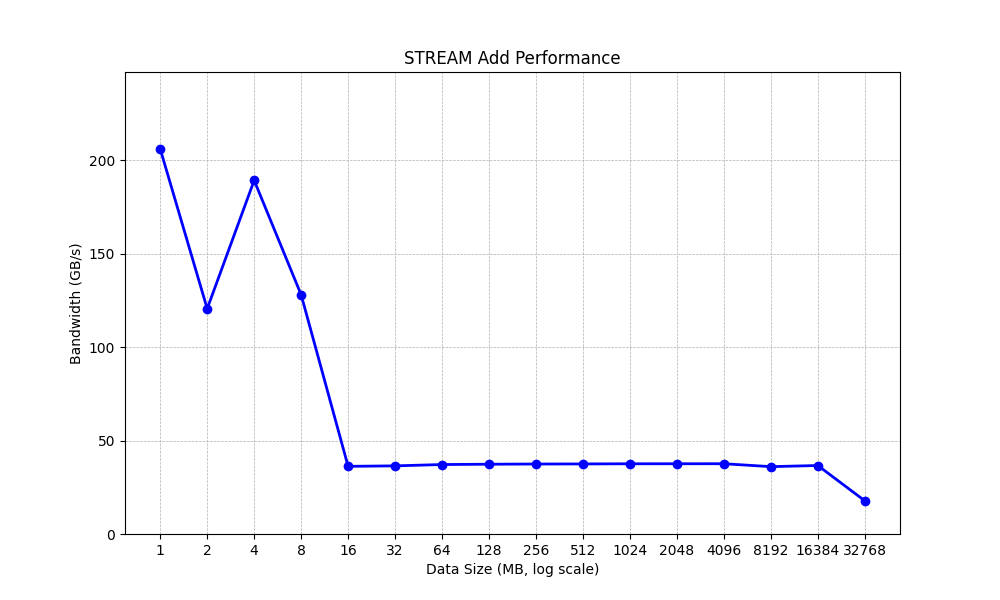 STREAM Add Performance
Bandwidth (GB/s)
200
150
100
50
0
1 2 4 8 16 32 64 128 256 512 1024 2048 4096 8192 16384 32768
Data Size (MB, log scale)